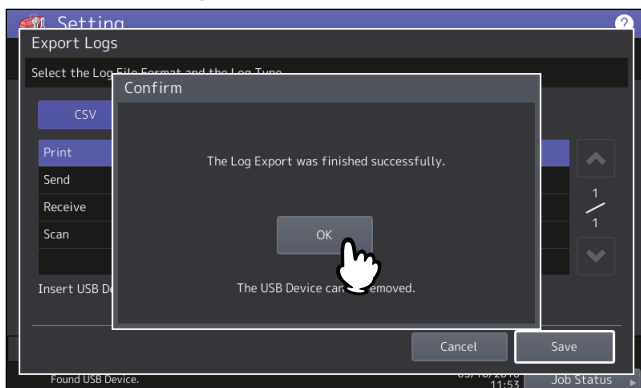 Setting
Export Logs
Select the Log File Format and the Log Type
CSV
Confirm
Print
Send
Receive
Scan
The Log Export was finished successfully.
OK
The USB Device can emoved.
1
1
Insert USB De
Cancel
Save
Found USB Device.
11:53
Job Status